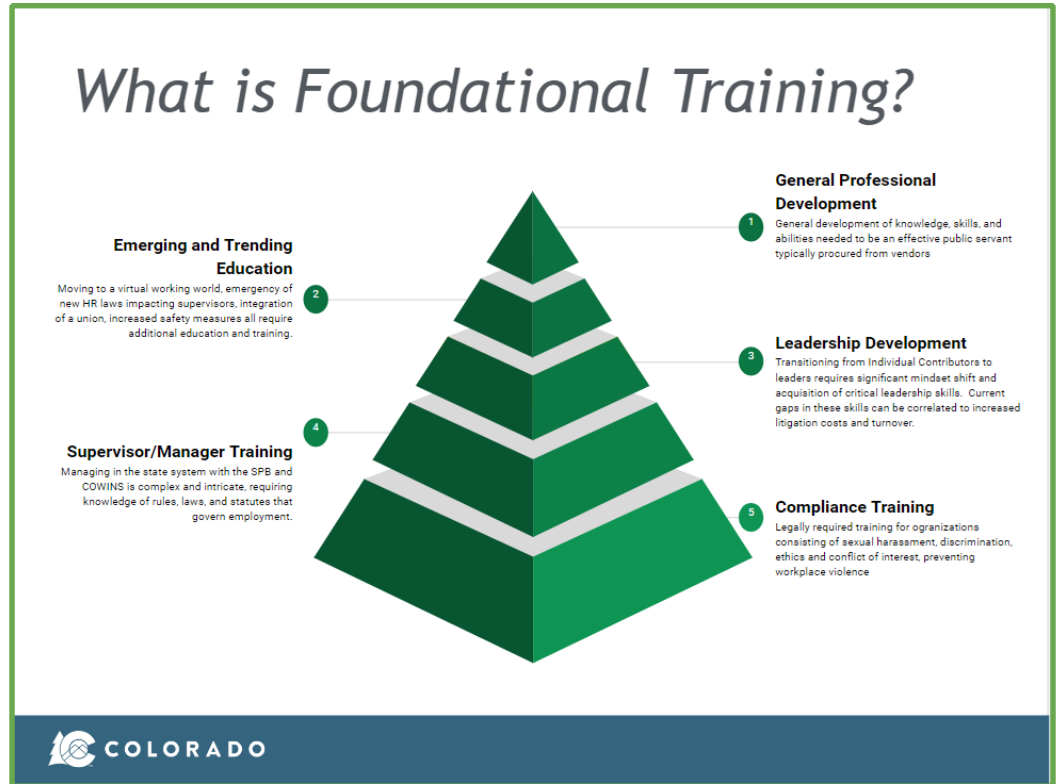 What is Foundational Training?
1
General Professional
Development
General development of knowledge, skills, and
abilities needed to be an effective public servant
typically procured from vendors
2
Emerging and Trending
Education
Moving to a virtual working world, emergency of
new HR laws impacting supervisors, integration
of a union, increased safety measures all require
additional education and training.
3
Leadership Development
Transitioning from Individual Contributors to
leaders requires significant mindset shift and
acquisition of critical leadership skills. Current
gaps in these skills can be correlated to increased
litigation costs and turnover.
4
Supervisor/Manager Training
Managing in the state system with the SPB and
COWINS is complex and intricate, requiring
knowledge of rules, laws, and statutes that
govern employment.
5
Compliance Training
Legally required training for ogranizations
consisting of sexual harassment, discrimination,
ethics and conflict of interest, preventing
workplace violence
COLORADO